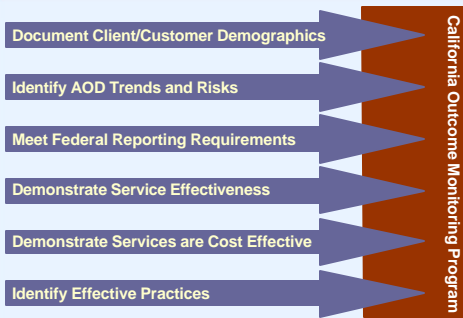 Document Client/Customer Demographics
Identify AOD Trends and Risks
Meet Federal Reporting Requirements
Demonstrate Service Effectiveness
Demonstrate Services are Cost Effective
Identify Effective Practices
California Outcome Monitoring Program